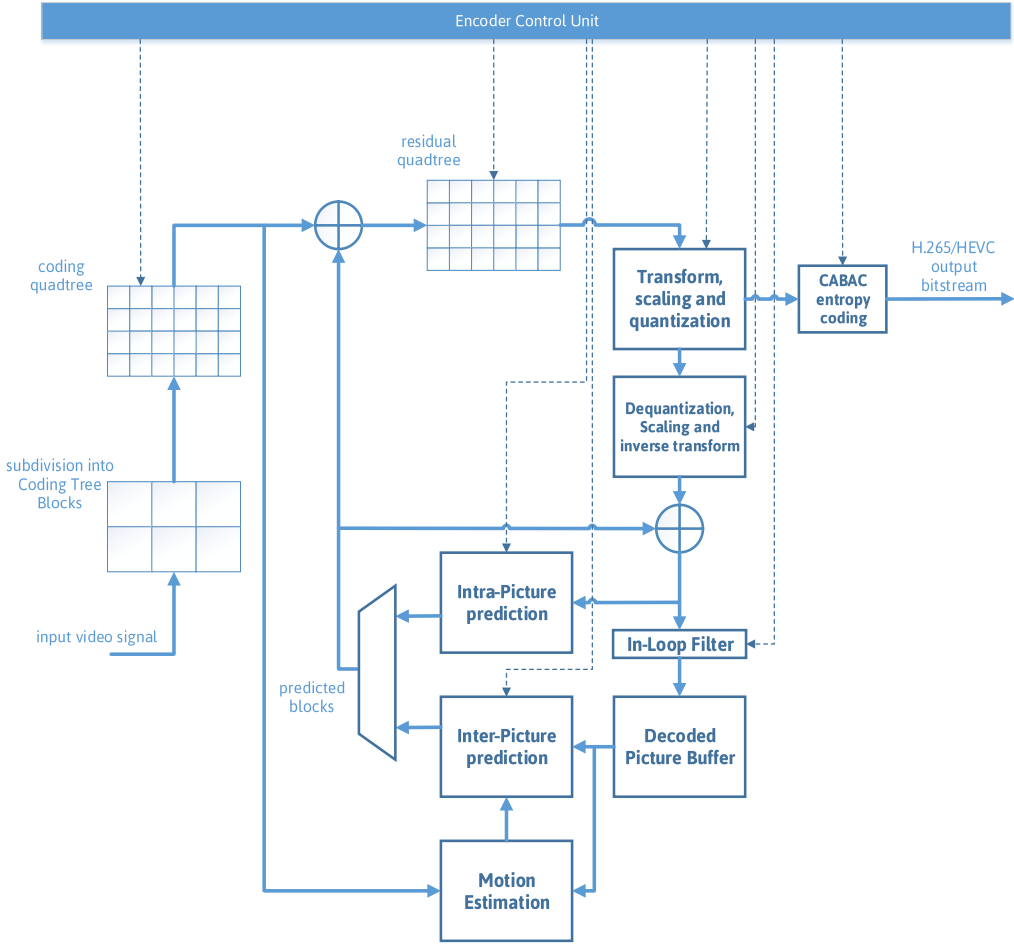 Encoder Control Unit
residual
quadtree
coding
quadtree
Transform,
scaling and
quantization
CABAC
entropy
coding
H.265/HEVC
output
bitstream
Dequantization,
Scaling and
inverse transform
subdivision into
Coding Tree
Blocks
input video signal
Intra-Picture
prediction
In-Loop Filter
predicted
blocks
Inter-Picture
prediction
Decoded
Picture Buffer
Motion
Estimation